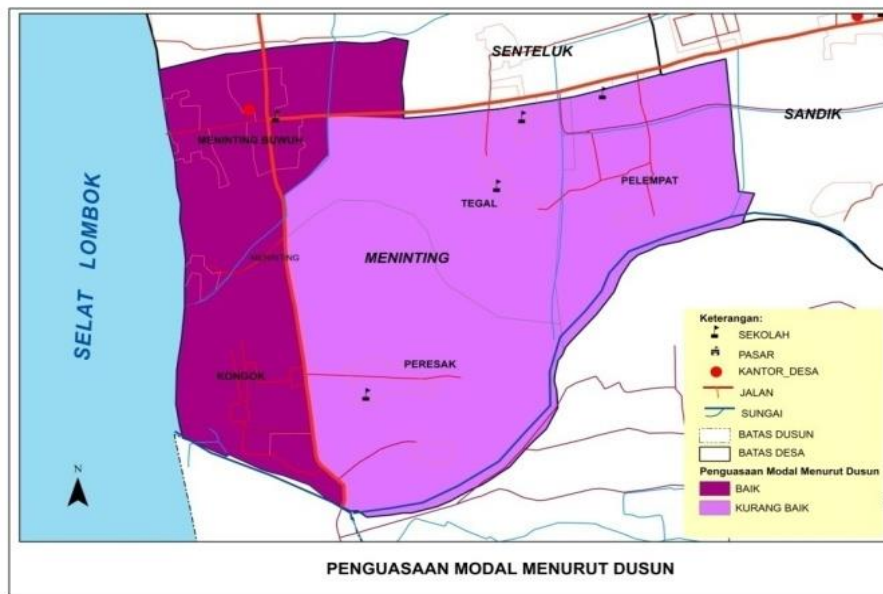 SENTELUK
SANDIK
MENINTING BUWUH
PELEMPAT
TEGAL
SELAT LOMBOK
MENINTING
MENINTING
PERESAK
KONGOK
N
Keterangan:
SEKOLAH
PASAR
KANTOR_DESA
JALAN
SUNGAI
BATAS DUSUN
BATAS DESA
Penguasaan Modal Menurut Dusun
BAIK
KURANG BAIK
PENGUASAAN MODAL MENURUT DUSUN